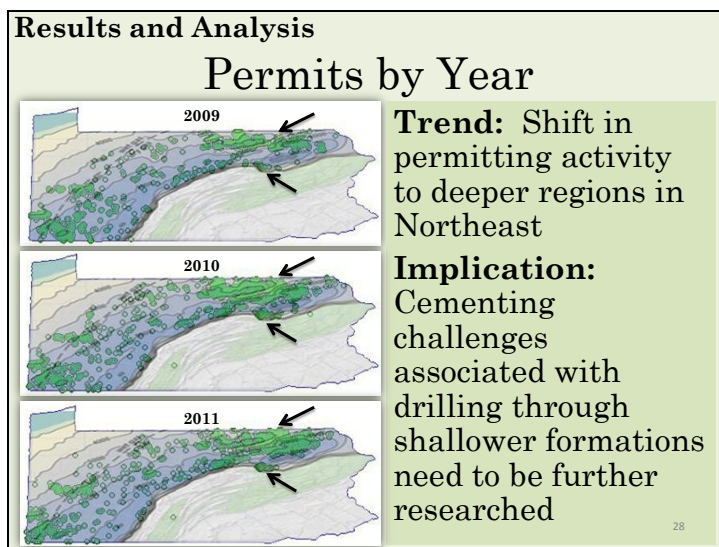 Results and Analysis
Permits by Year
2009
2010
2011
Trend: Shift in
permitting activity
to deeper regions in
Northeast
Implication:
Cementing
challenges
associated with
drilling through
shallower formations
need to be further
researched
28